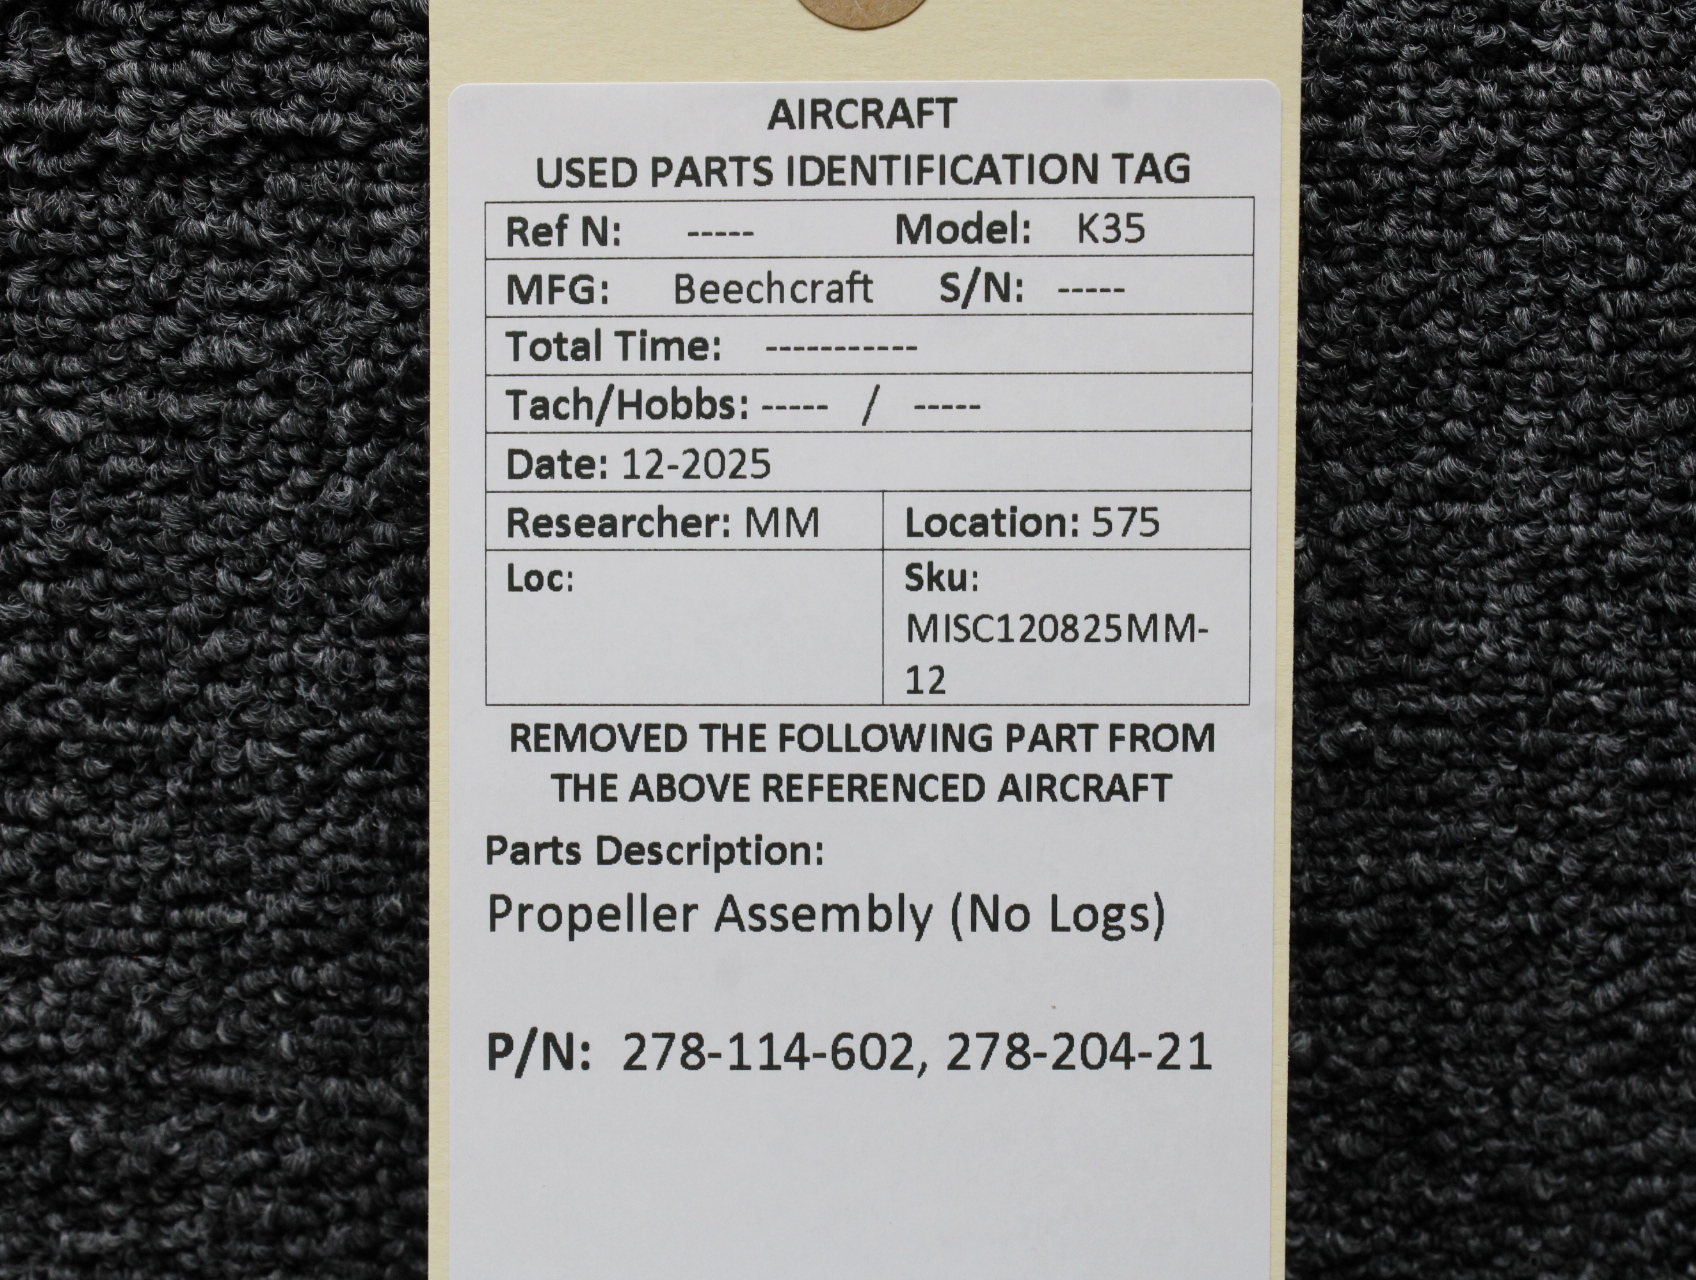 AIRCRAFT
USED PARTS IDENTIFICATION TAG
Ref N: ----- Model: K35
MFG: Beechcraft S/N: -----
Total Time: -----------
Tach/Hobbs: ----- / -----
Date: 12-2025
Researcher: MM Location: 575
Loc: Sku:
MISC120825MM-
12
REMOVED THE FOLLOWING PART FROM
THE ABOVE REFERENCED AIRCRAFT
Parts Description:
Propeller Assembly (No Logs)
P/N: 278-114-602, 278-204-21